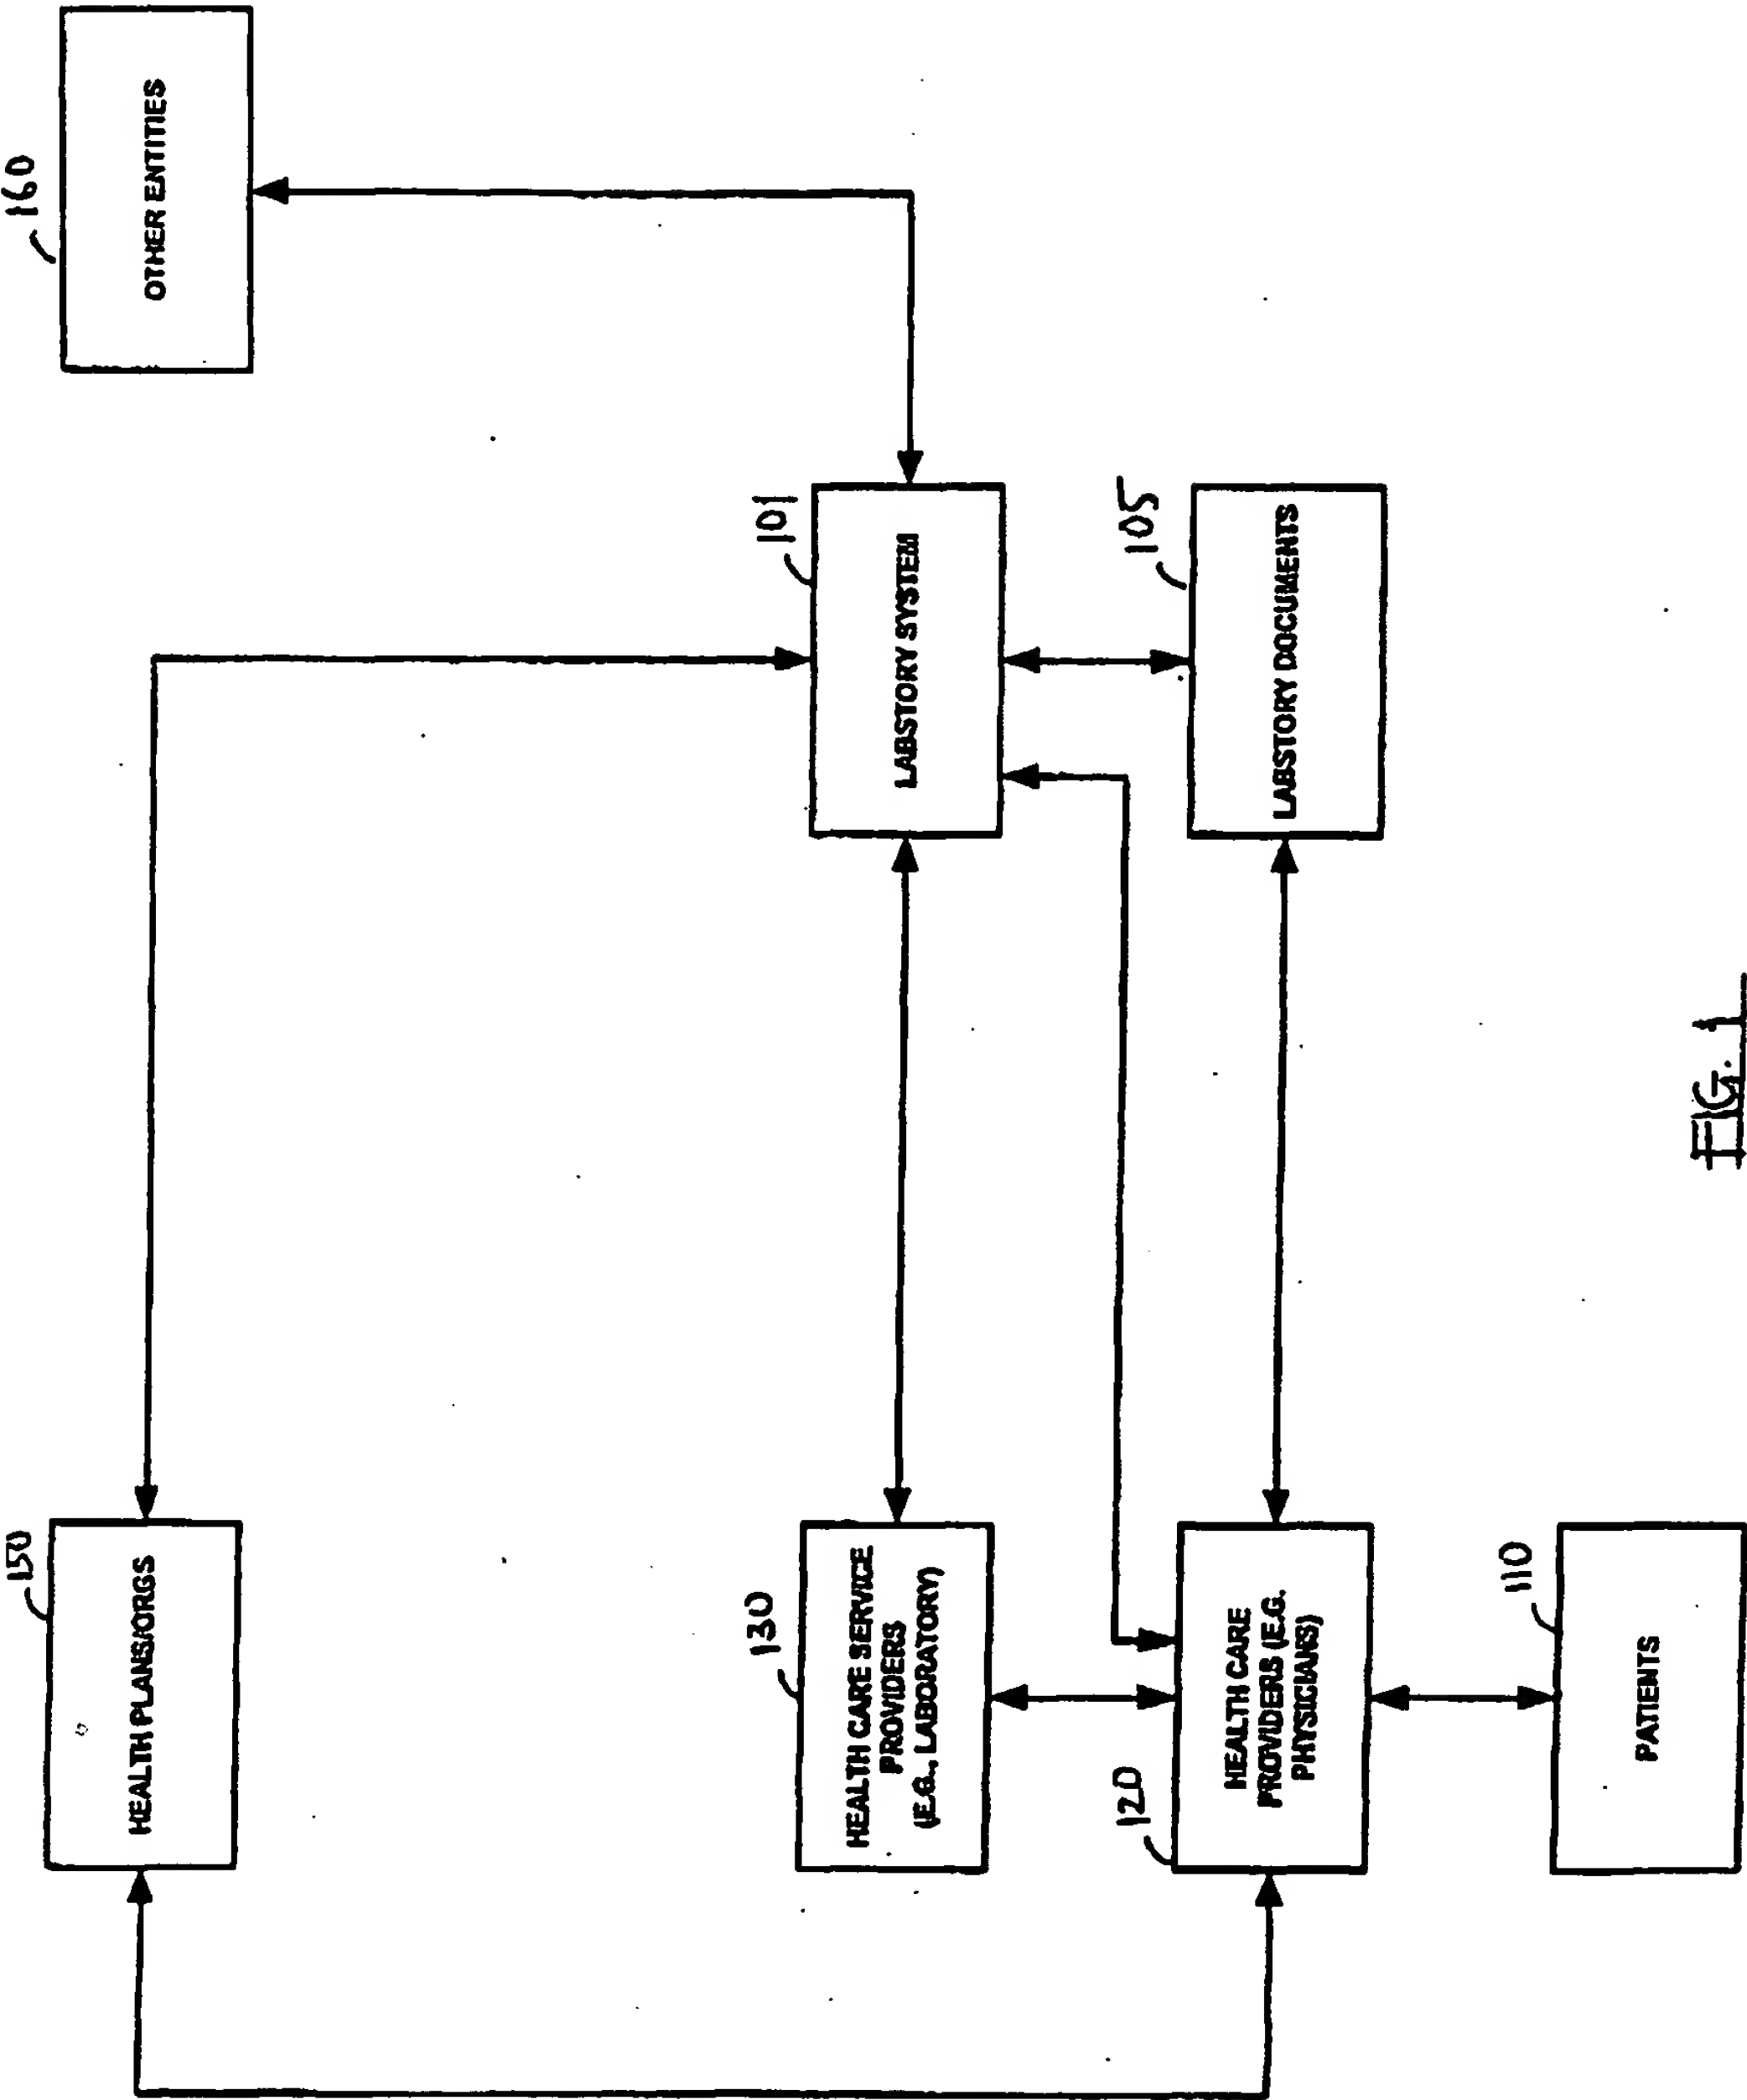 150
160
HEALTH PLANS/ORGS
OTHER ENTITIES
130
101
HEALTH CARE SERVICE
PROVIDERS
(E.G., LABORATORY)
LABSTORY SYSTEM
120
105
HEALTH CARE
PROVIDERS (E.G.
PHYSICIANS)
LABSTORY DOCUMENTS
110
PATIENTS
FIG. 1